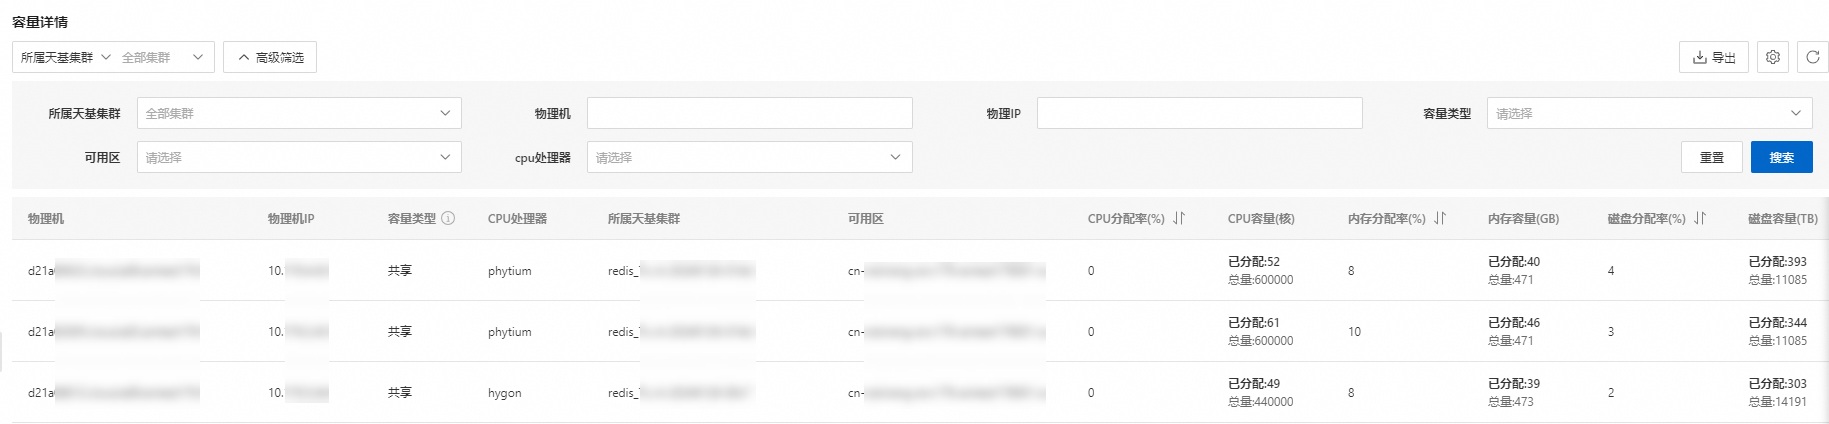 容量详情
所属天基集群 全部集群 高级筛选 导出
所属天基集群 全部集群 物理机 物理IP 容量类型 请选择
可用区 请选择 cpu处理器 请选择 重置 搜索
物理机 物理机IP 容量类型 CPU处理器 所属天基集群 可用区 CPU分配率(%) CPU容量(核) 内存分配率(%) 内存容量(GB) 磁盘分配率(%) 磁盘容量(TB)
d21a 10. 共享 phytium redis_ cn- 0 已分配:52 8 已分配:40 4 已分配:393
总量:600000 总量:471 总量:11085
d21a 10. 共享 phytium redis_ cn- 0 已分配:61 10 已分配:46 3 已分配:344
总量:600000 总量:471 总量:11085
d21a 10. 共享 hygon redis_ cn- 0 已分配:49 8 已分配:39 2 已分配:303
总量:440000 总量:473 总量:14191